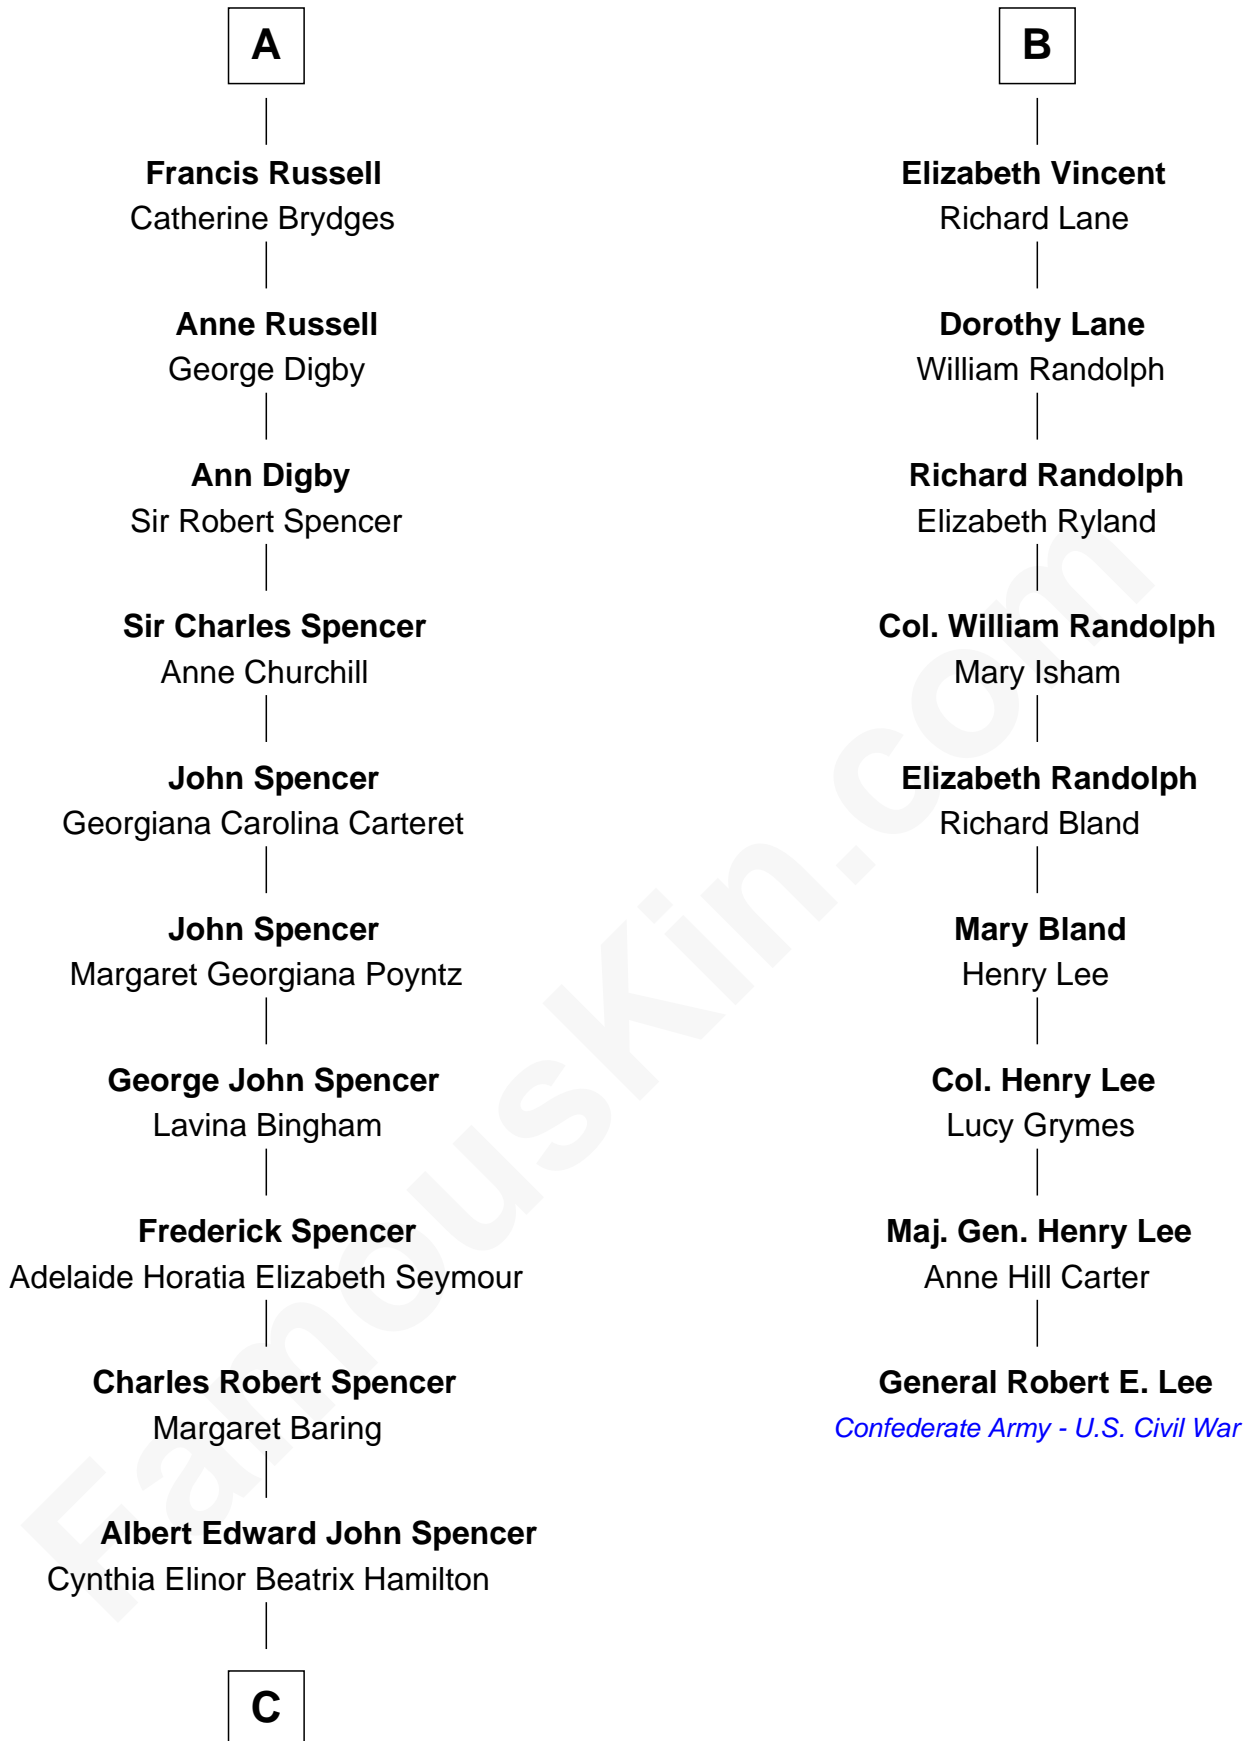 A
Francis Russell
Catherine Brydges
Anne Russell
George Digby
Ann Digby
Sir Robert Spencer
Sir Charles Spencer
Anne Churchill
John Spencer
Georgiana Carolina Carteret
John Spencer
Margaret Georgiana Poyntz
George John Spencer
Lavina Bingham
Frederick Spencer
Adelaide Horatia Elizabeth Seymour
Charles Robert Spencer
Margaret Baring
Albert Edward John Spencer
Cynthia Elinor Beatrix Hamilton
C
B
Elizabeth Vincent
Richard Lane
Dorothy Lane
William Randolph
Richard Randolph
Elizabeth Ryland
Col. William Randolph
Mary Isham
Elizabeth Randolph
Richard Bland
Mary Bland
Henry Lee
Col. Henry Lee
Lucy Grymes
Maj. Gen. Henry Lee
Anne Hill Carter
General Robert E. Lee
Confederate Army - U.S. Civil War
FamousKin.com